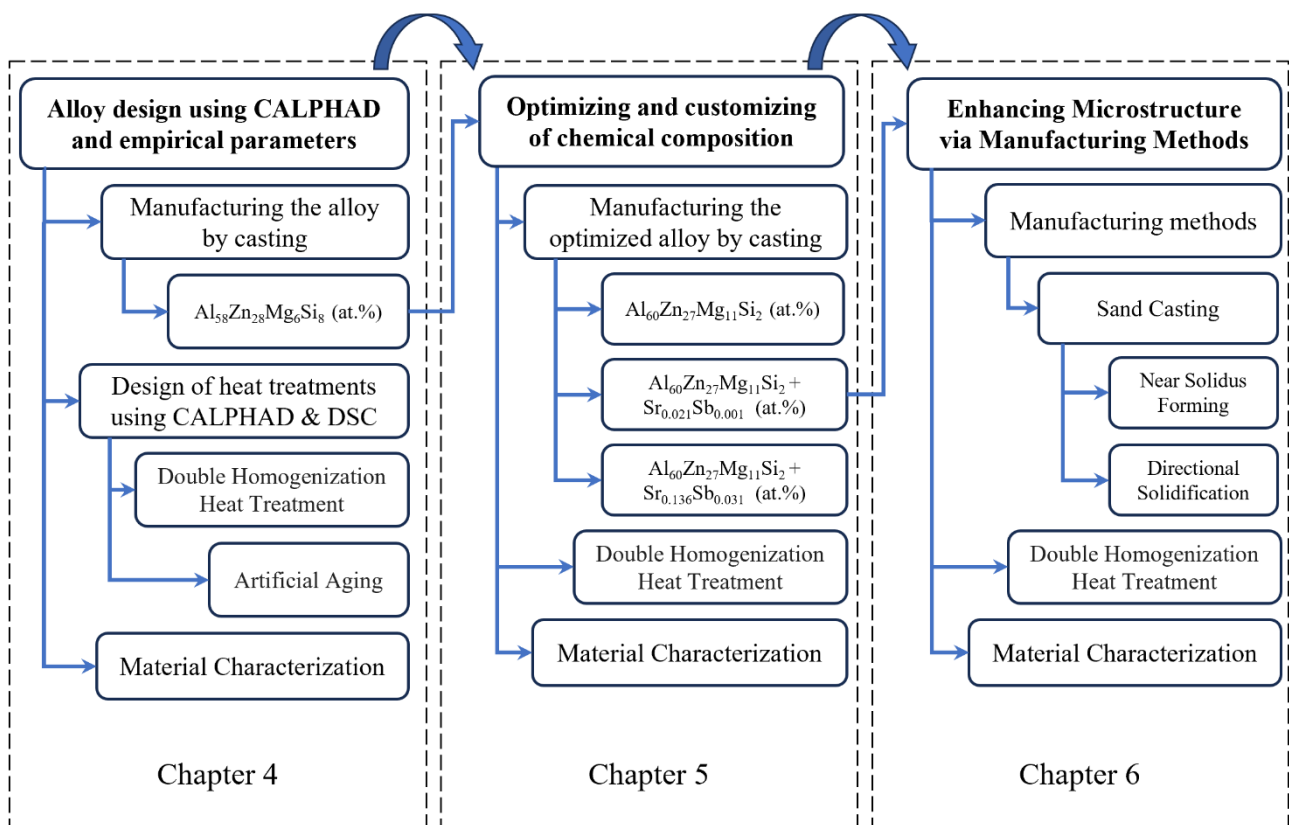 Alloy design using CALPHAD
and empirical parameters
Manufacturing the alloy
by casting
Al₅₈Zn₂₈Mg₆Si₈ (at.%)
Design of heat treatments
using CALPHAD & DSC
Double Homogenization
Heat Treatment
Artificial Aging
Material Characterization
Chapter 4
Optimizing and customizing
of chemical composition
Manufacturing the
optimized alloy by casting
Al₆₀Zn₂₇Mg₁₁Si₂ (at.%)
Al₆₀Zn₂₇Mg₁₁Si₂ +
Sr₀.₀₂₁Sb₀.₀₀₁ (at.%)
Al₆₀Zn₂₇Mg₁₁Si₂ +
Sr₀.₁₃₆Sb₀.₀₃₁ (at.%)
Double Homogenization
Heat Treatment
Material Characterization
Chapter 5
Enhancing Microstructure
via Manufacturing Methods
Manufacturing methods
Sand Casting
Near Solidus
Forming
Directional
Solidification
Double Homogenization
Heat Treatment
Material Characterization
Chapter 6